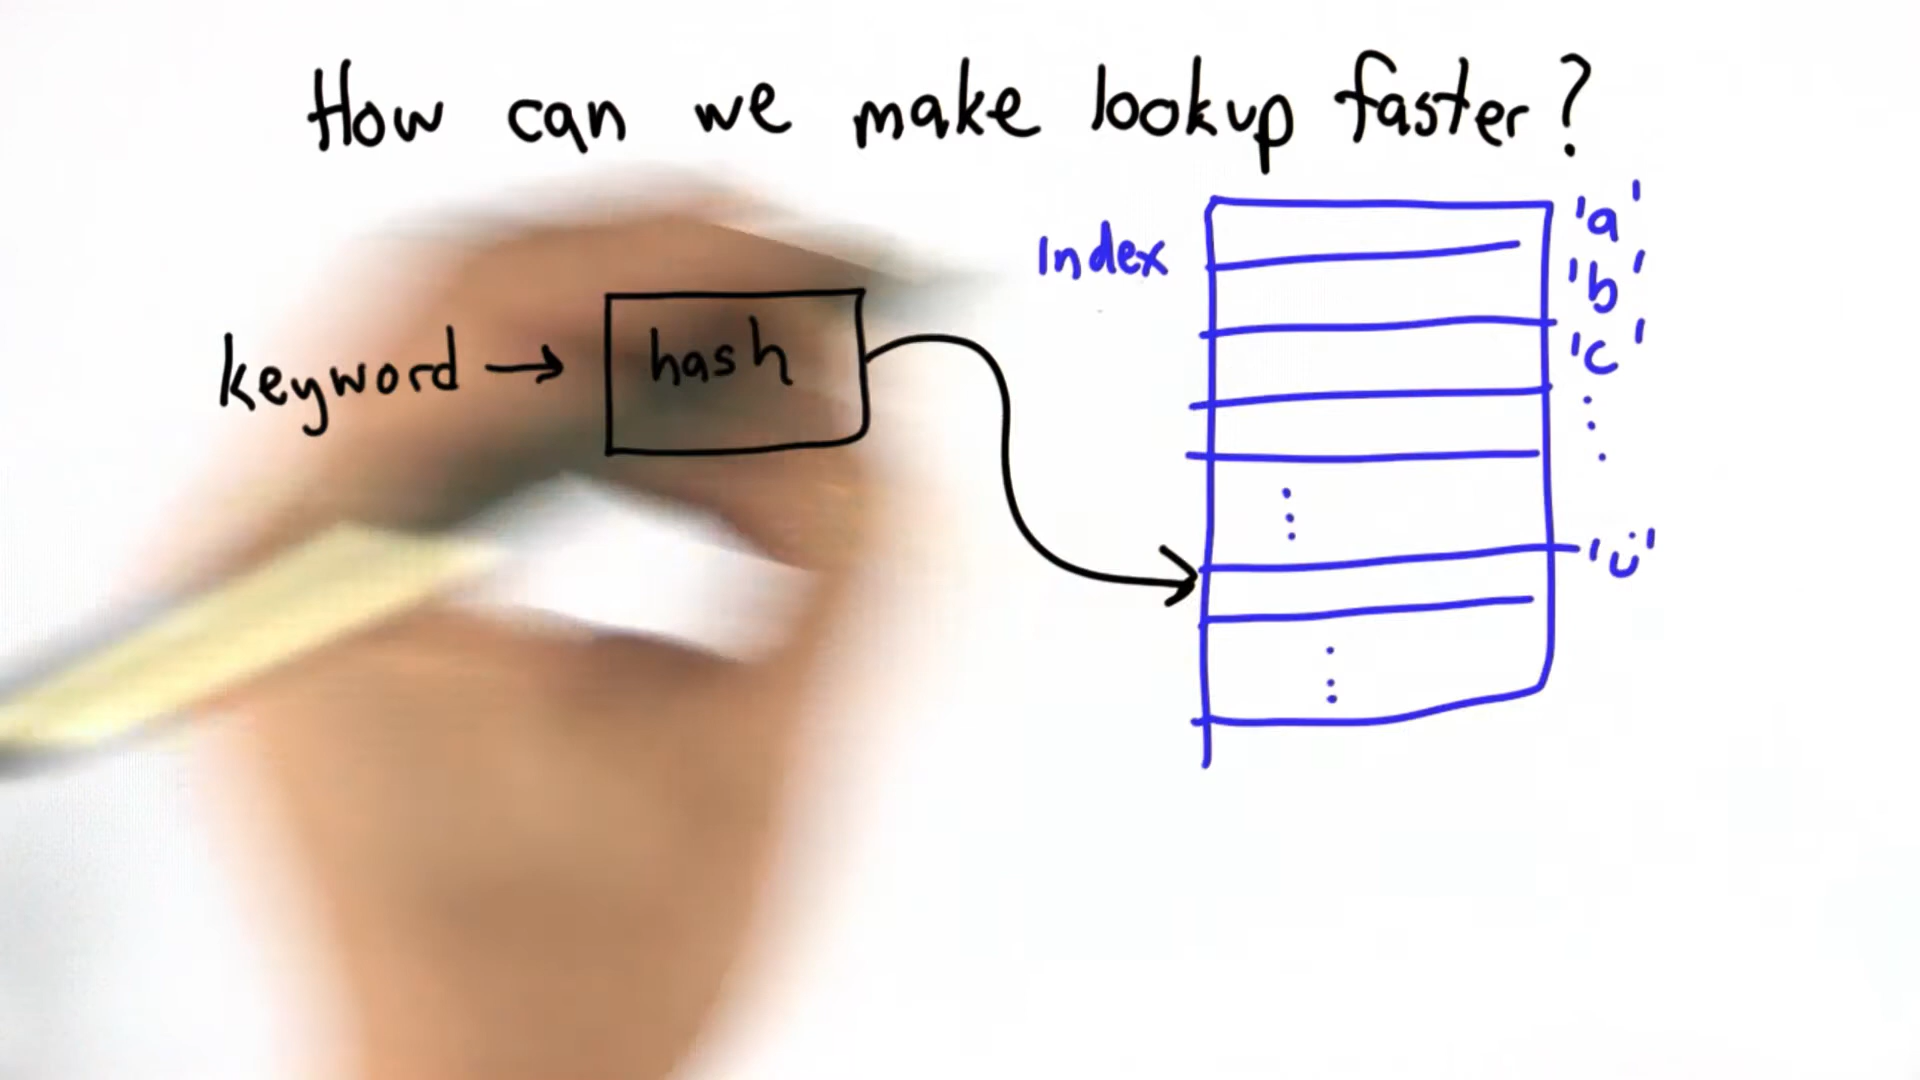 How can we make lookup faster?
Index
'a'
'b'
keyword → hash
'c'